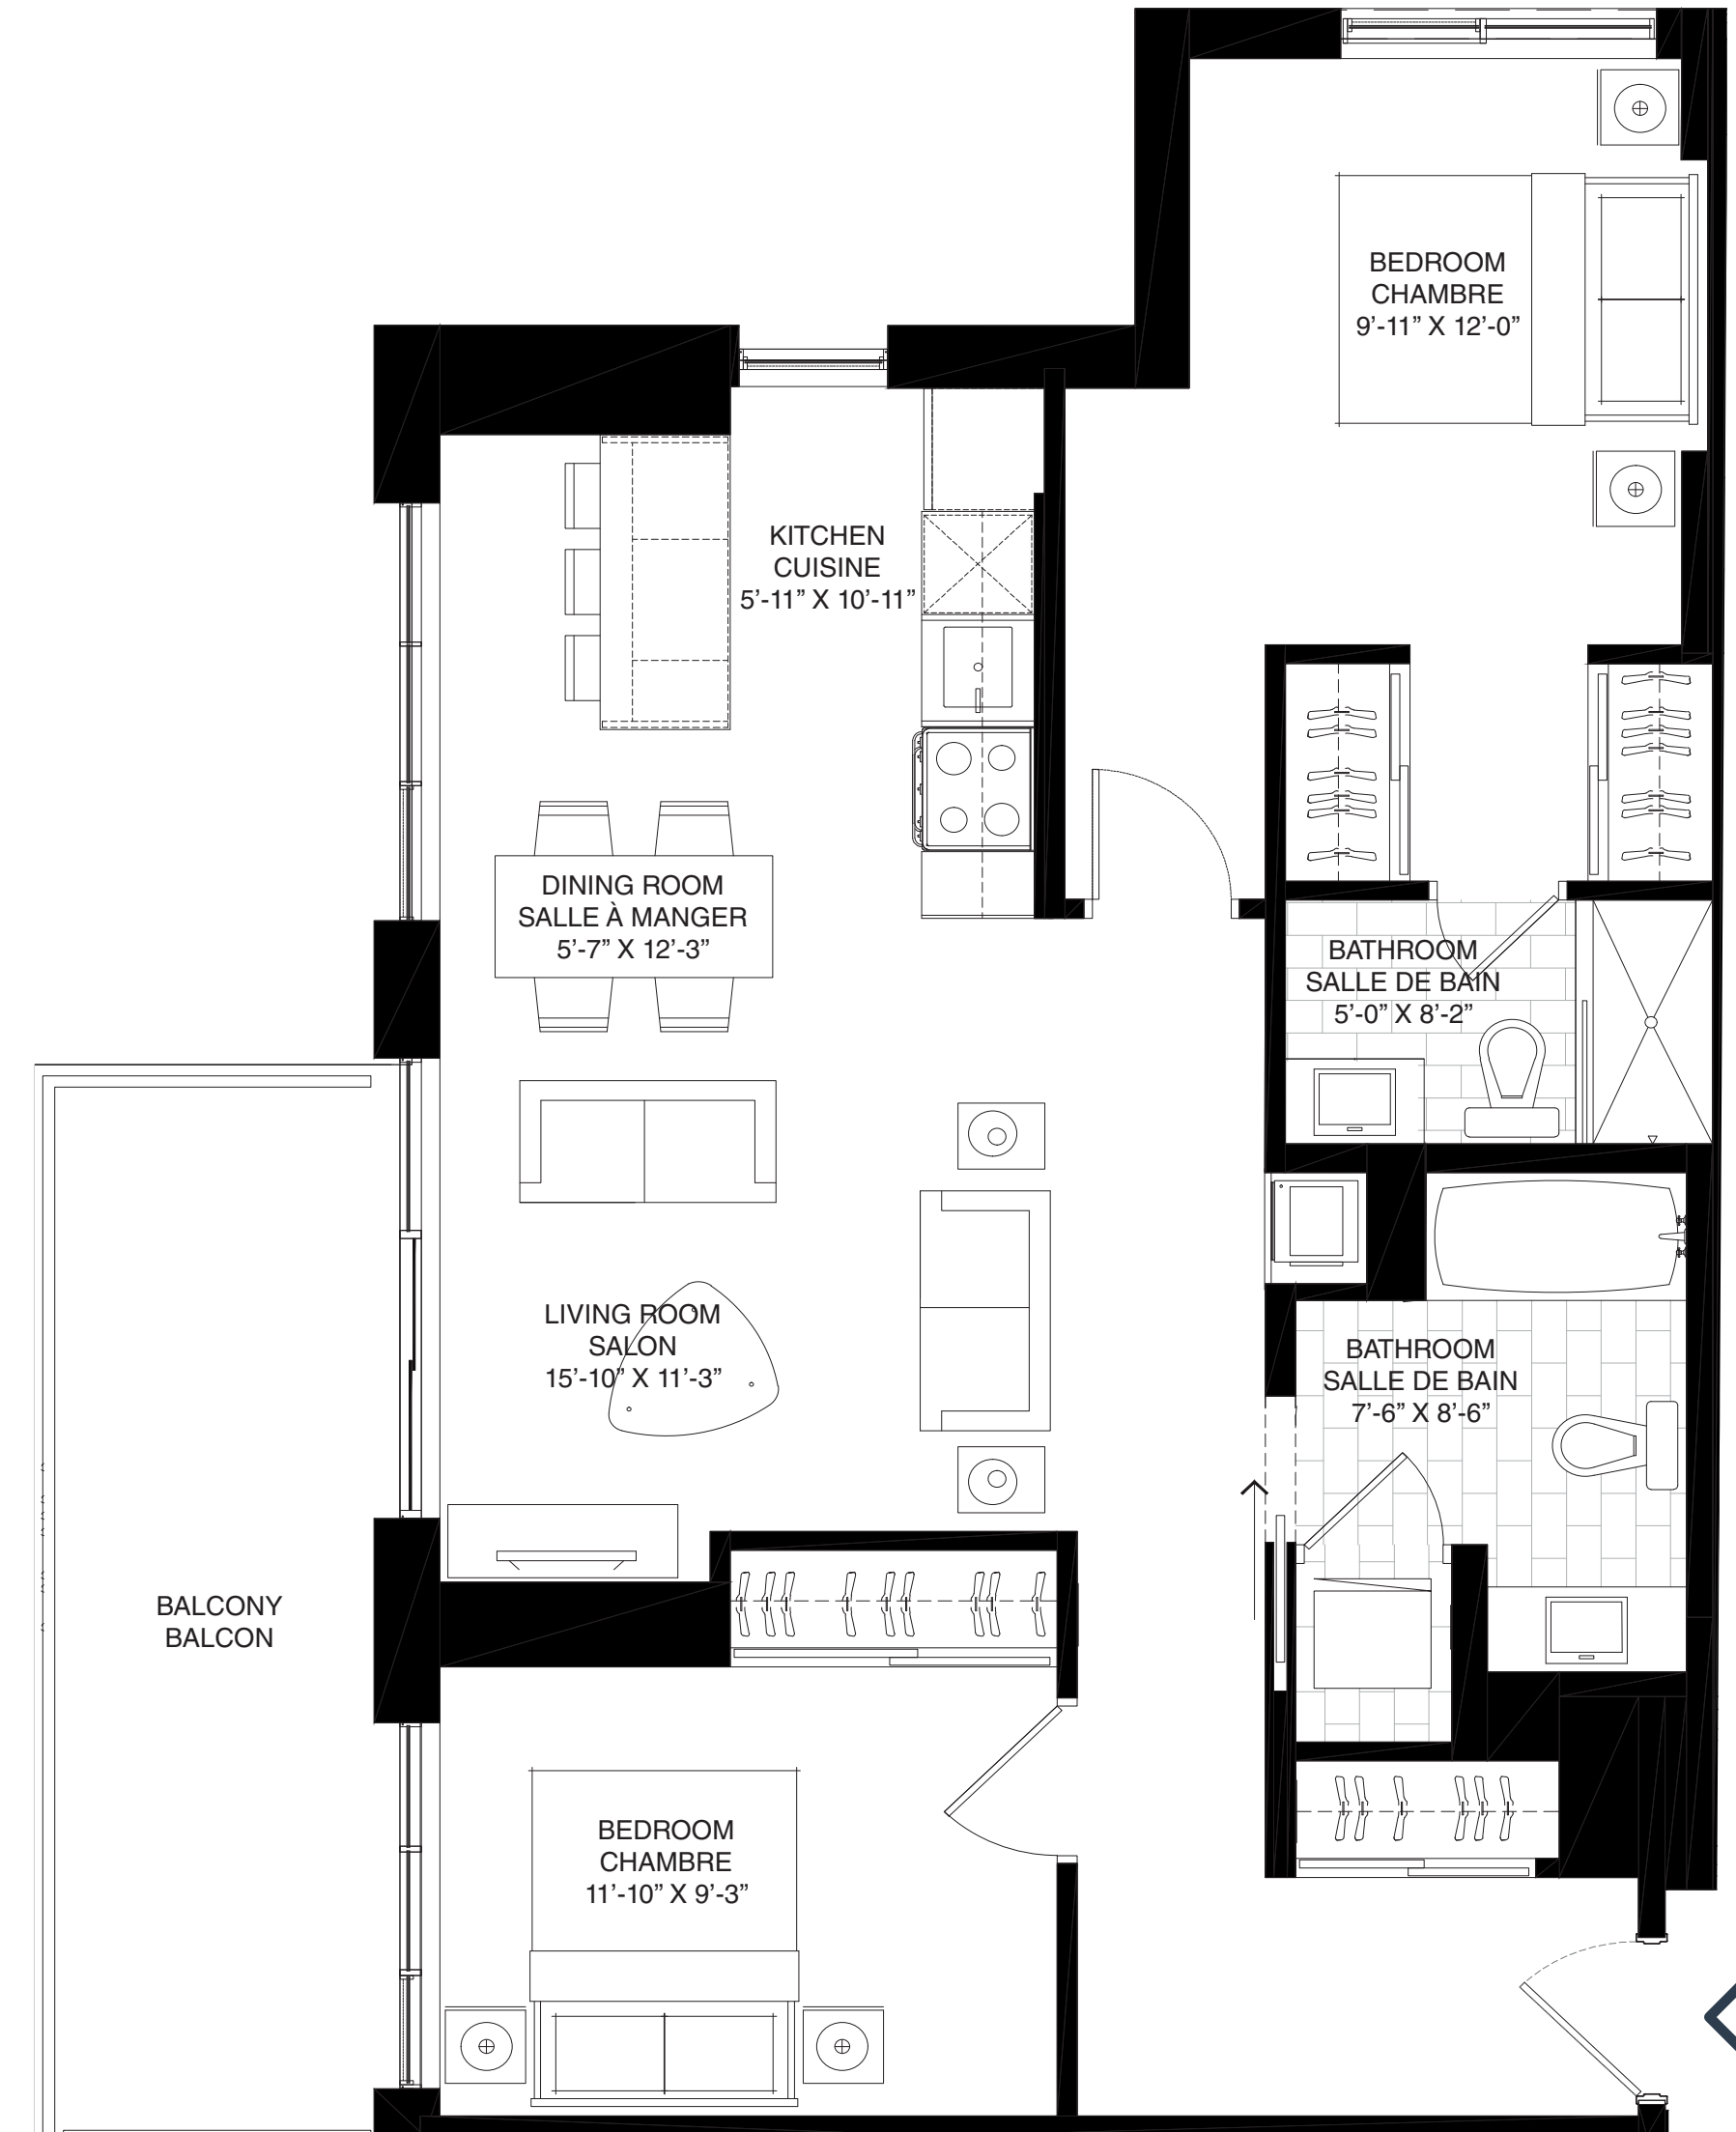 BEDROOM
CHAMBRE
9’-11” X 12’-0”
KITCHEN
CUISINE
5’-11” X 10’-11”
DINING ROOM
SALLE À MANGER
5’-7” X 12’-3”
BATHROOM
SALLE DE BAIN
5’-0” X 8’-2”
LIVING ROOM
SALON
15’-10” X 11’-3”
BATHROOM
SALLE DE BAIN
7’-6” X 8’-6”
BALCONY
BALCON
BEDROOM
CHAMBRE
11’-10” X 9’-3”